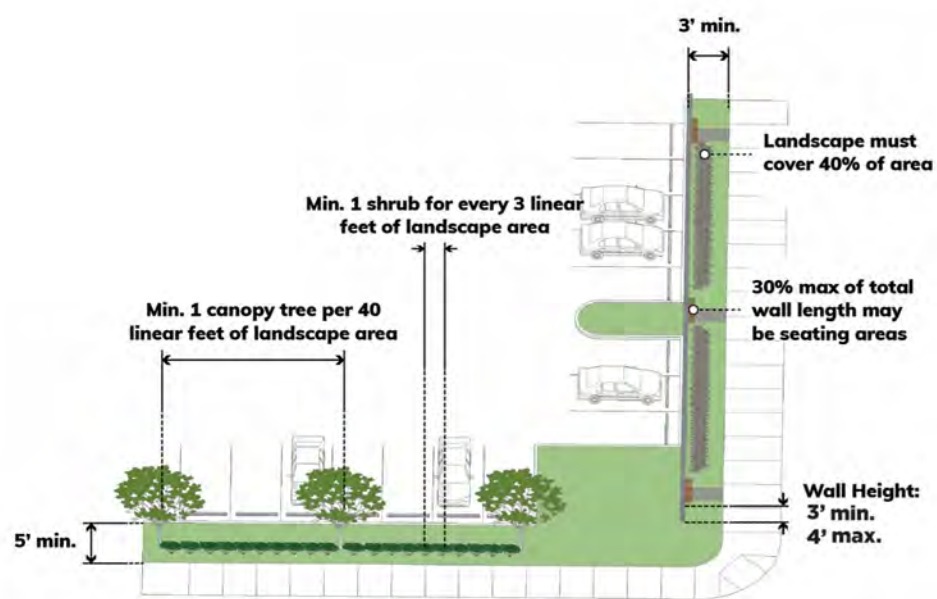 3’ min.
Landscape must
cover 40% of area
Min. 1 shrub for every 3 linear
feet of landscape area
30% max of total
wall length may
be seating areas
Min. 1 canopy tree per 40
linear feet of landscape area
Wall Height:
3’ min.
4’ max.
5’ min.